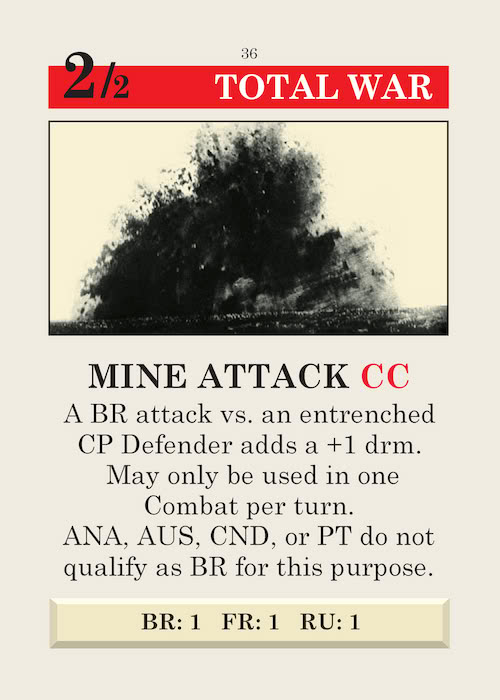 36
2/2
TOTAL WAR
MINE ATTACK CC
A BR attack vs. an entrenched
CP Defender adds a +1 drm.
May only be used in one
Combat per turn.
ANA, AUS, CND, or PT do not
qualify as BR for this purpose.
BR: 1 FR: 1 RU: 1